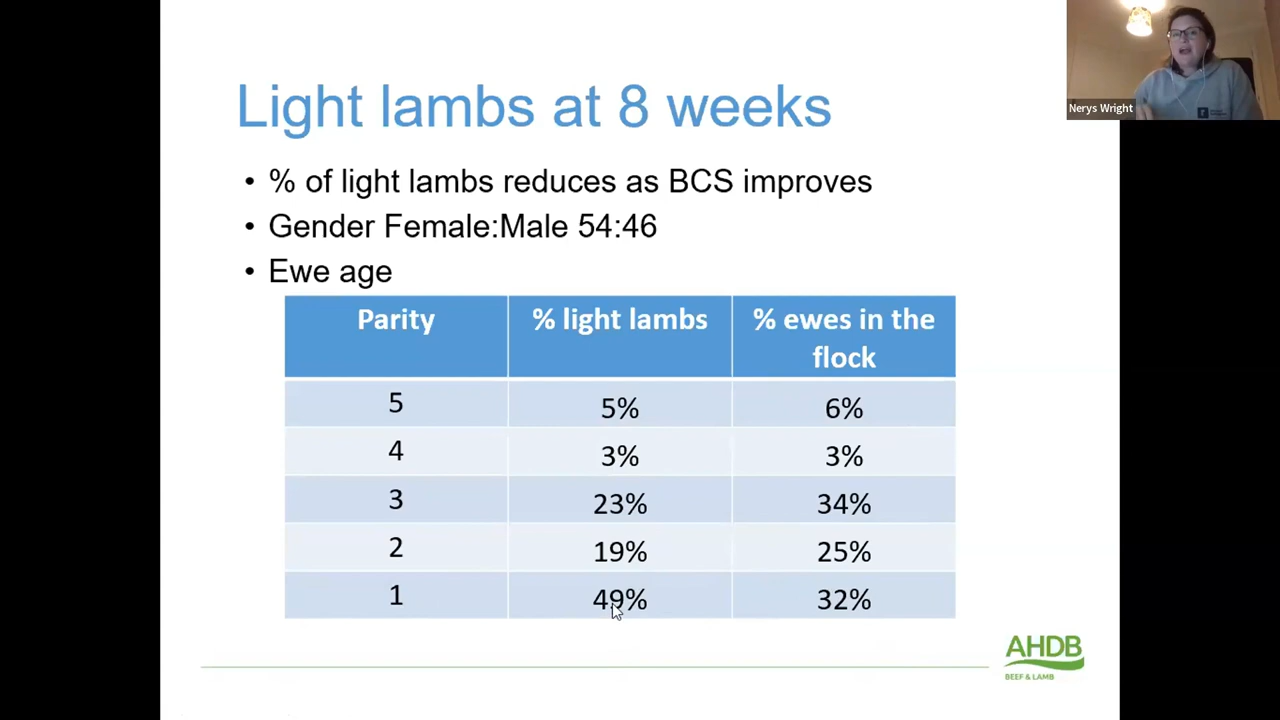 Light lambs at 8 weeks
Nerys Wright
• % of light lambs reduces as BCS improves
• Gender Female:Male 54:46
• Ewe age
Parity % light lambs % ewes in the flock
5 5% 6%
4 3% 3%
3 23% 34%
2 19% 25%
1 49% 32%
AHDB
BEEF & LAMB